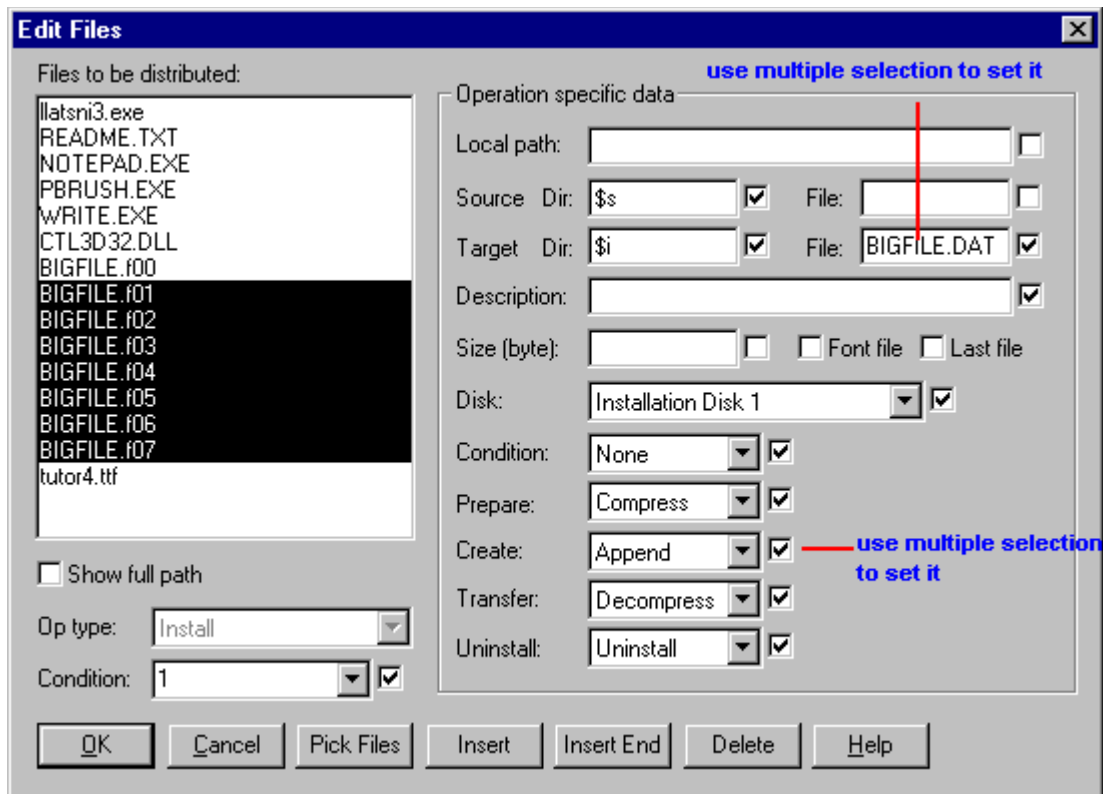 Edit Files
Files to be distributed:
use multiple selection to set it
llatsni3.exe
README.TXT
NOTEPAD.EXE
PBRUSH.EXE
WRITE.EXE
CTL3D32.DLL
BIGFILE.f00
BIGFILE.f01
BIGFILE.f02
BIGFILE.f03
BIGFILE.f04
BIGFILE.f05
BIGFILE.f06
BIGFILE.f07
tutor4.ttf
Show full path
Op type: Install
Condition: 1
Operation specific data
Local path:
Source Dir: $s File:
Target Dir: $i File: BIGFILE.DAT
Description:
Size (byte): Font file Last file
Disk: Installation Disk 1
Condition: None
Prepare: Compress
Create: Append
use multiple selection
to set it
Transfer: Decompress
Uninstall: Uninstall
OK Cancel Pick Files Insert Insert End Delete Help